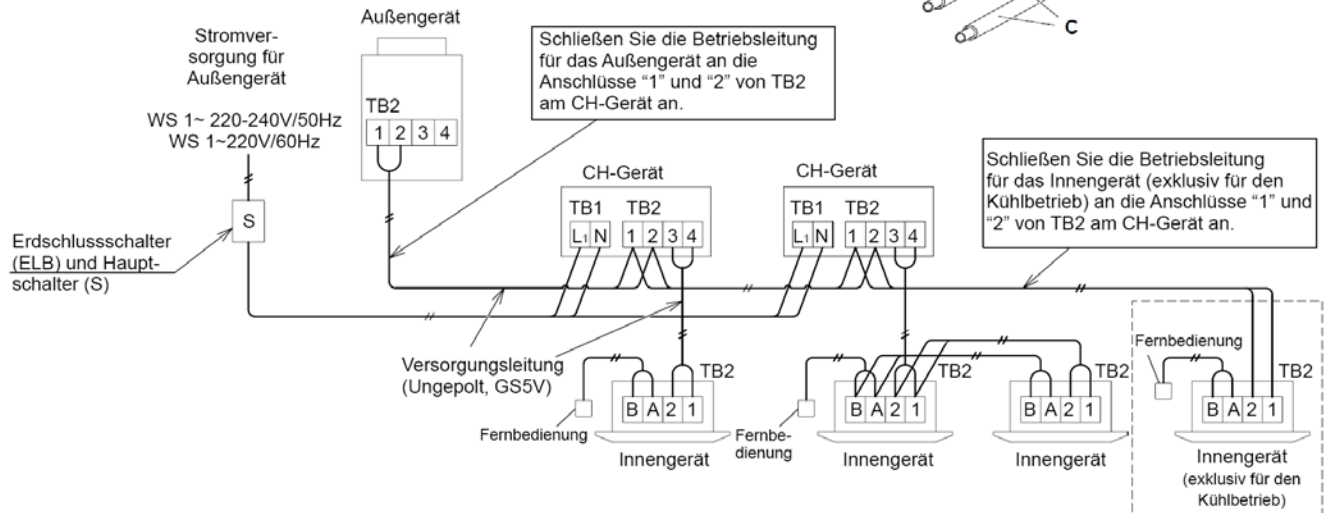 C
Außengerät
Stromver-
sorgung für
Außengerät
WS 1~ 220-240V/50Hz
WS 1~220V/60Hz
TB2
1 2 3 4
Schließen Sie die Betriebsleitung
für das Außengerät an die
Anschlüsse “1” und “2” von TB2
am CH-Gerät an.
Schließen Sie die Betriebsleitung
für das Innengerät (exklusiv für den
Kühlbetrieb) an die Anschlüsse “1” und
“2” von TB2 am CH-Gerät an.
CH-Gerät
TB1 TB2
L1 N 1 2 3 4
CH-Gerät
TB1 TB2
L1 N 1 2 3 4
S
Erdschlussschalter
(ELB) und Haupt-
schalter (S)
Versorgungsleitung
(Ungepolt, GS5V)
Fernbedienung
TB2
B A 2 1
Innengerät
Fernbe-
dienung
TB2
B A 2 1
Innengerät
TB2
B A 2 1
Innengerät
Fernbedienung
TB2
B A 2 1
Innengerät
(exklusiv für den
Kühlbetrieb)